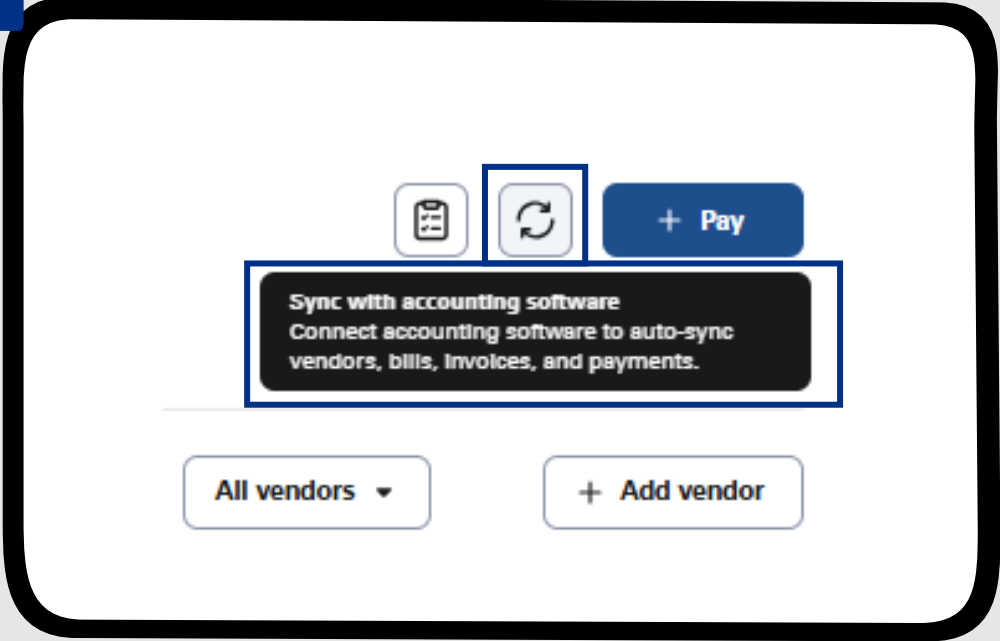 + Pay
Sync with accounting software
Connect accounting software to auto-sync
vendors, bills, invoices, and payments.
All vendors
+ Add vendor